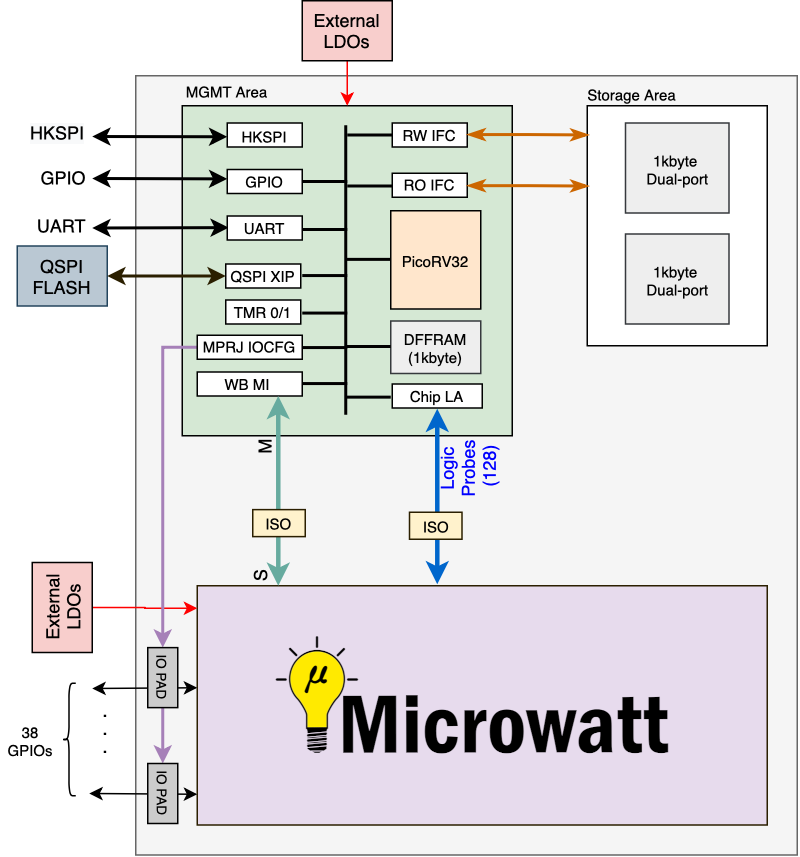 External
LDOs
MGMT Area
Storage Area
HKSPI
HKSPI
RW IFC
1kbyte
Dual-port
GPIO
GPIO
RO IFC
UART
UART
PicoRV32
QSPI
FLASH
QSPI XIP
1kbyte
Dual-port
TMR 0/1
MPRJ IOCFG
DFFRAM
(1kbyte)
WB MI
Chip LA
M
Logic
Probes
(128)
ISO
ISO
S
External
LDOs
IO PAD
µ
Microwatt
38
GPIOs
IO PAD